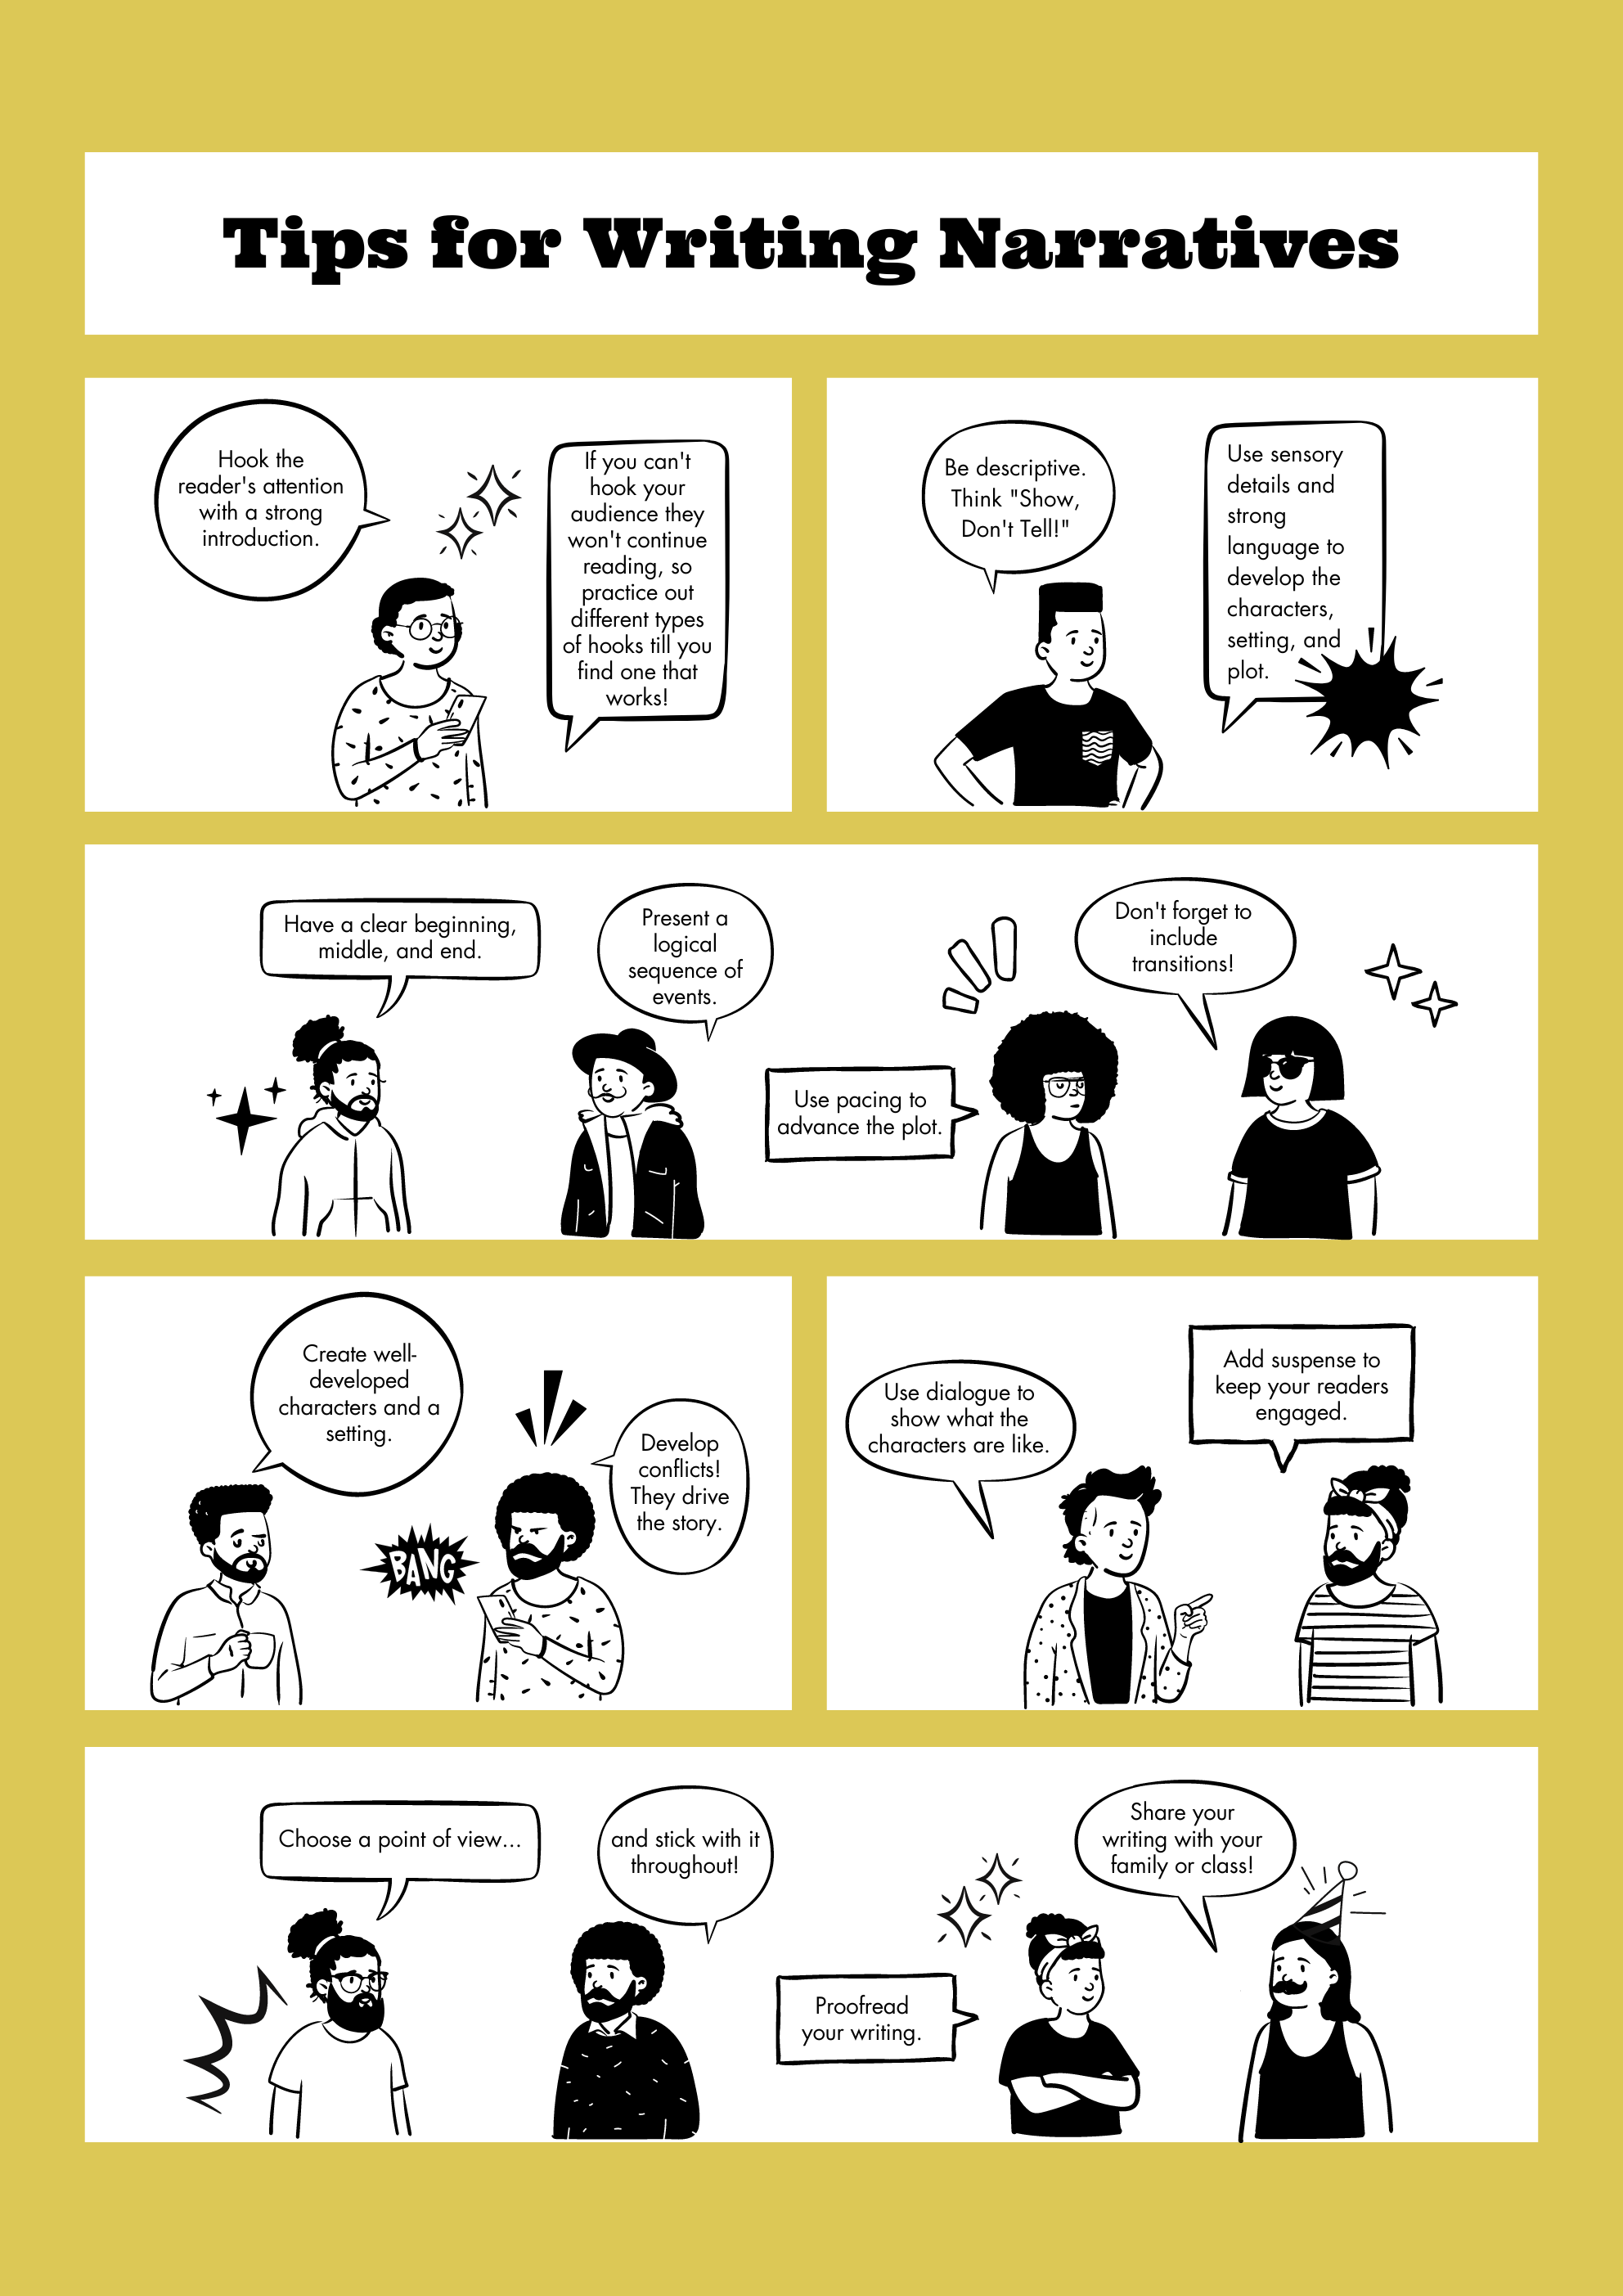 Tips for Writing Narratives
Hook the
reader's attention
with a strong
introduction.
If you can't
hook your
audience they
won't continue
reading, so
practice out
different types
of hooks till you
find one that
works!
Be descriptive.
Think "Show,
Don't Tell!"
Use sensory
details and
strong
language to
develop the
characters,
setting, and
plot.
Have a clear beginning,
middle, and end.
Present a
logical
sequence of
events.
Use pacing to
advance the plot.
Don't forget to
include
transitions!
Create well-
developed
characters and a
setting.
BANG
Develop
conflicts!
They drive
the story.
Use dialogue to
show what the
characters are like.
Add suspense to
keep your readers
engaged.
Choose a point of view...
and stick with it
throughout!
Proofread
your writing.
Share your
writing with your
family or class!